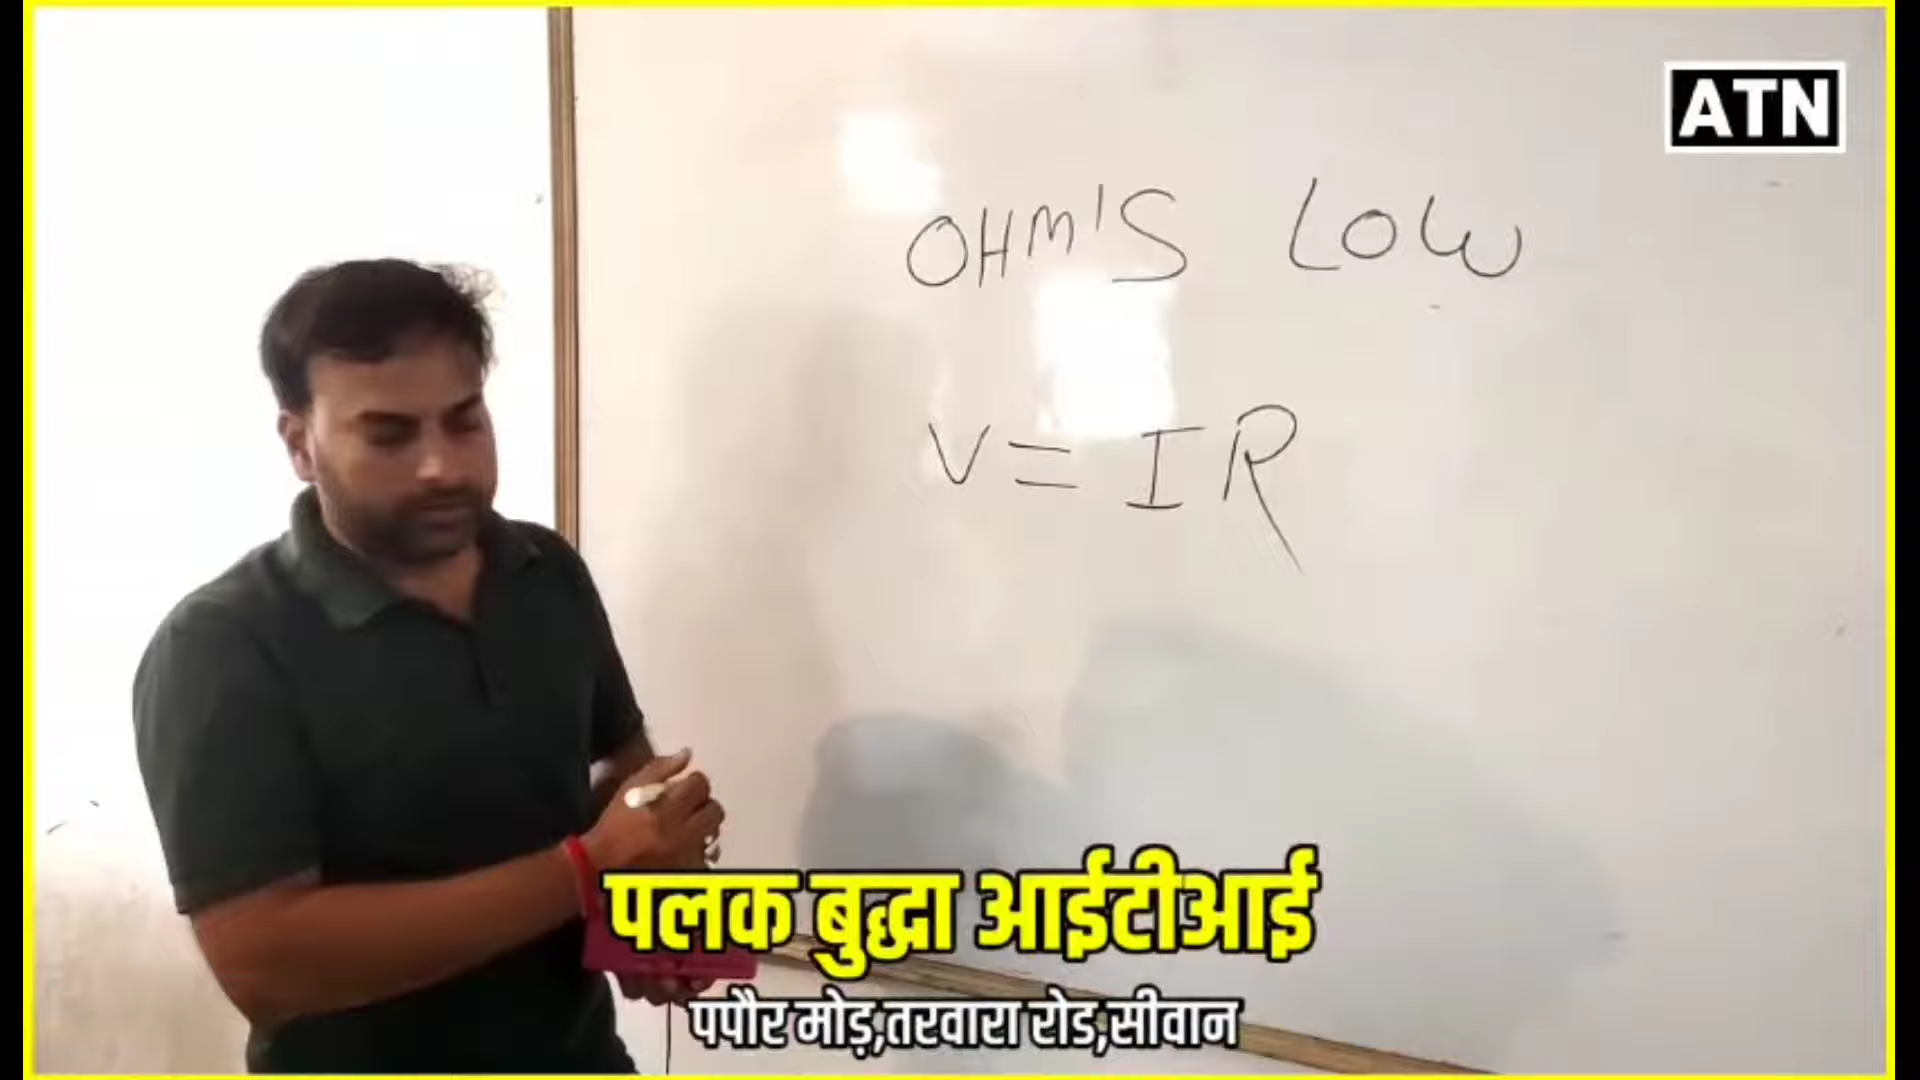 ATN
OHM'S LOW
V = IR
पलक बुद्धा आईटीआई
पपौर मोड़,तरवारा रोड,सीवान